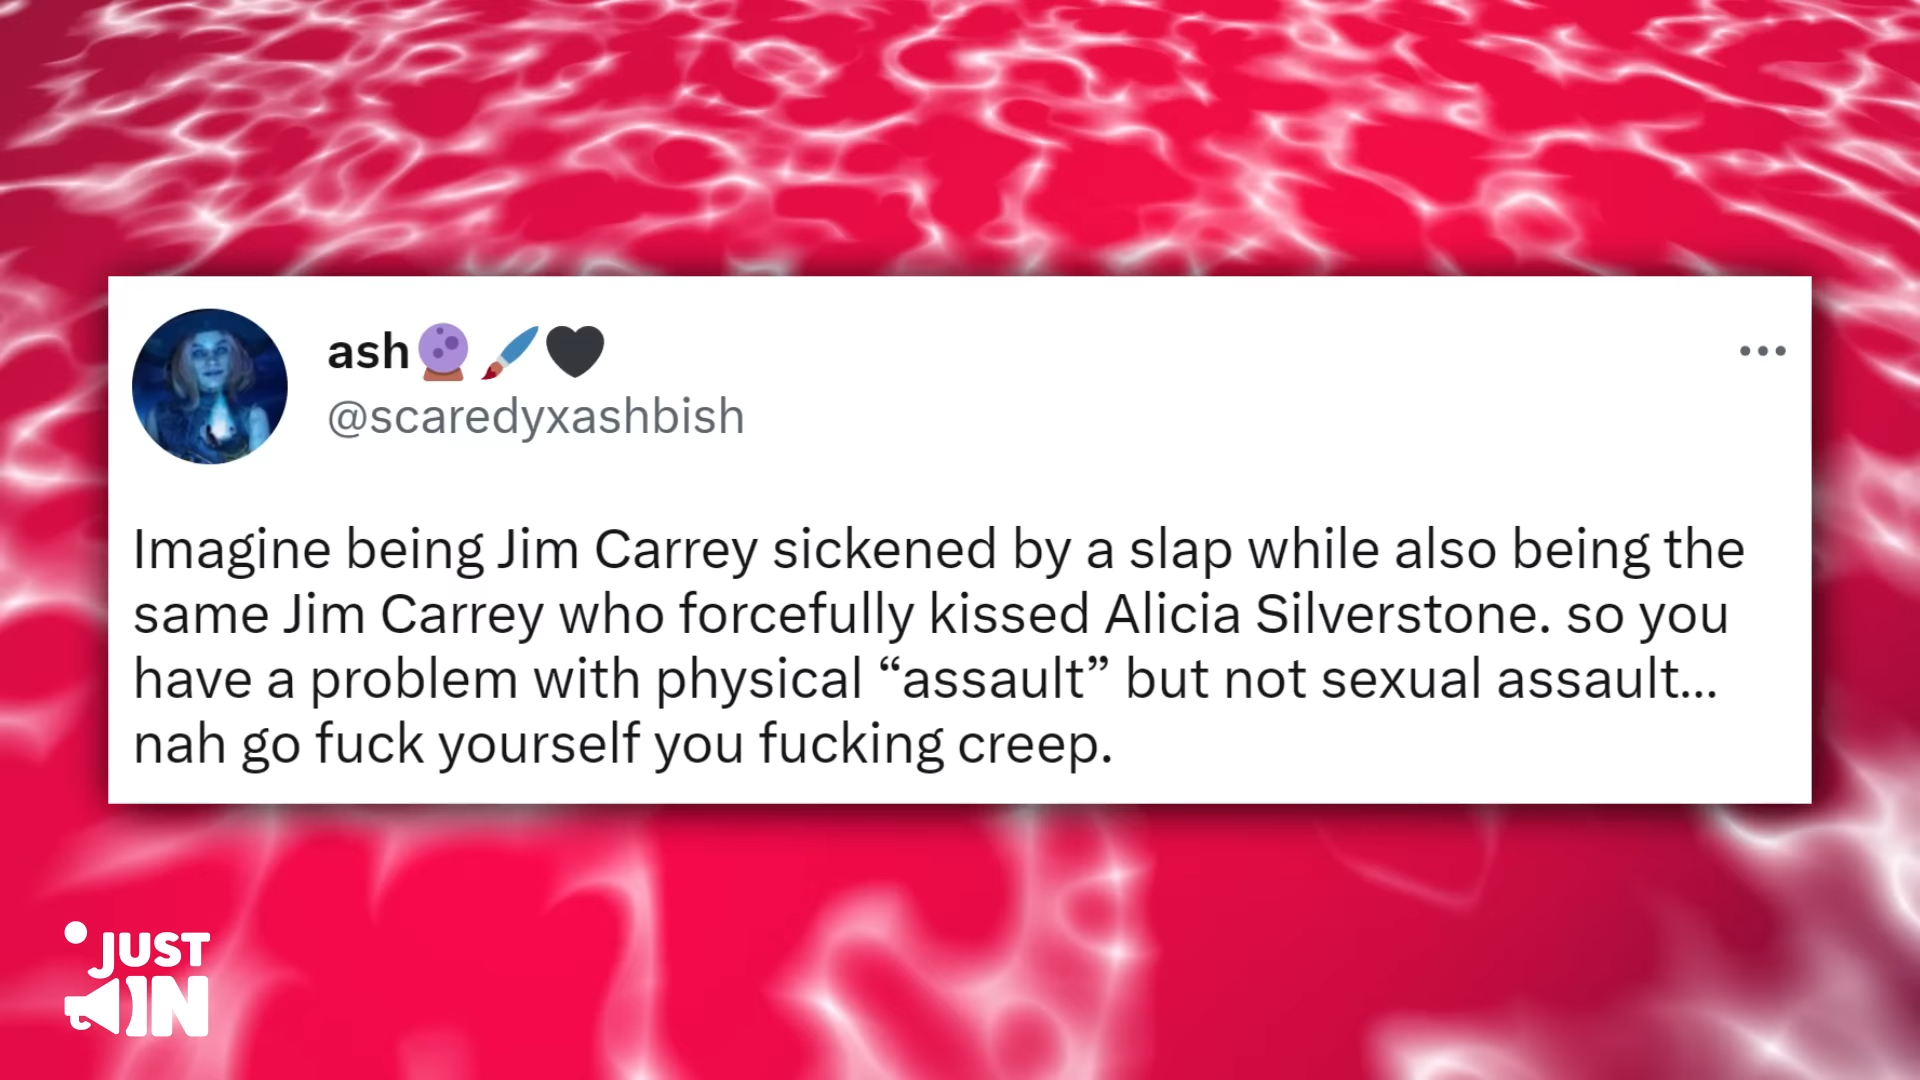 ash🔮🖌️🖤
@scaredyxashbish
Imagine being Jim Carrey sickened by a slap while also being the
same Jim Carrey who forcefully kissed Alicia Silverstone. so you
have a problem with physical “assault” but not sexual assault...
nah go fuck yourself you fucking creep.
JUST
IN